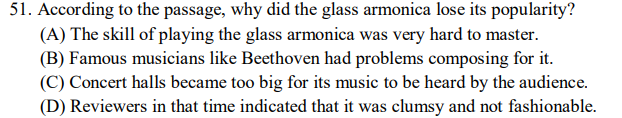 51. According to the passage, why did the glass armonica lose its popularity?
(A) The skill of playing the glass armonica was very hard to master.
(B) Famous musicians like Beethoven had problems composing for it.
(C) Concert halls became too big for its music to be heard by the audience.
(D) Reviewers in that time indicated that it was clumsy and not fashionable.